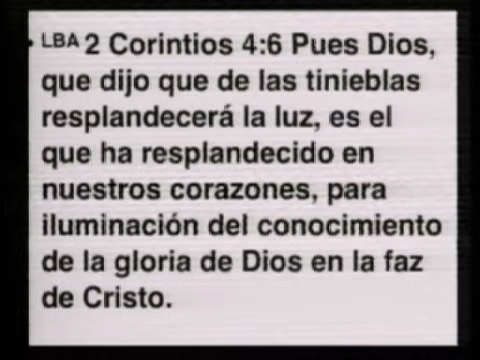 • LBA 2 Corintios 4:6 Pues Dios,
que dijo que de las tinieblas
resplandecerá la luz, es el
que ha resplandecido en
nuestros corazones, para
iluminación del conocimiento
de la gloria de Dios en la faz
de Cristo.